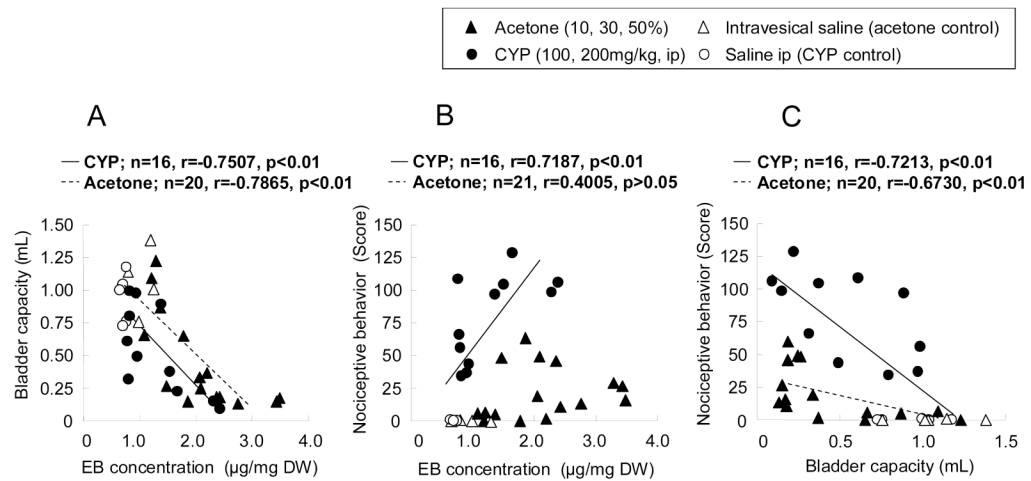 Acetone (10, 30, 50%) Intravesical saline (acetone control)
CYP (100, 200mg/kg, ip) Saline ip (CYP control)
A
CYP; n=16, r=-0.7507, p<0.01
Acetone; n=20, r=-0.7865, p<0.01
Bladder capacity (mL)
1.50
1.25
1.00
0.75
0.50
0.25
0
0 1.0 2.0 3.0 4.0
EB concentration (µg/mg DW)
B
CYP; n=16, r=0.7187, p<0.01
Acetone; n=21, r=0.4005, p>0.05
Nociceptive behavior (Score)
150
125
100
75
50
25
0
0 1.0 2.0 3.0 4.0
EB concentration (µg/mg DW)
C
CYP; n=16, r=-0.7213, p<0.01
Acetone; n=20, r=-0.6730, p<0.01
Nociceptive behavior (Score)
150
125
100
75
50
25
0
0 0.5 1.0 1.5
Bladder capacity (mL)